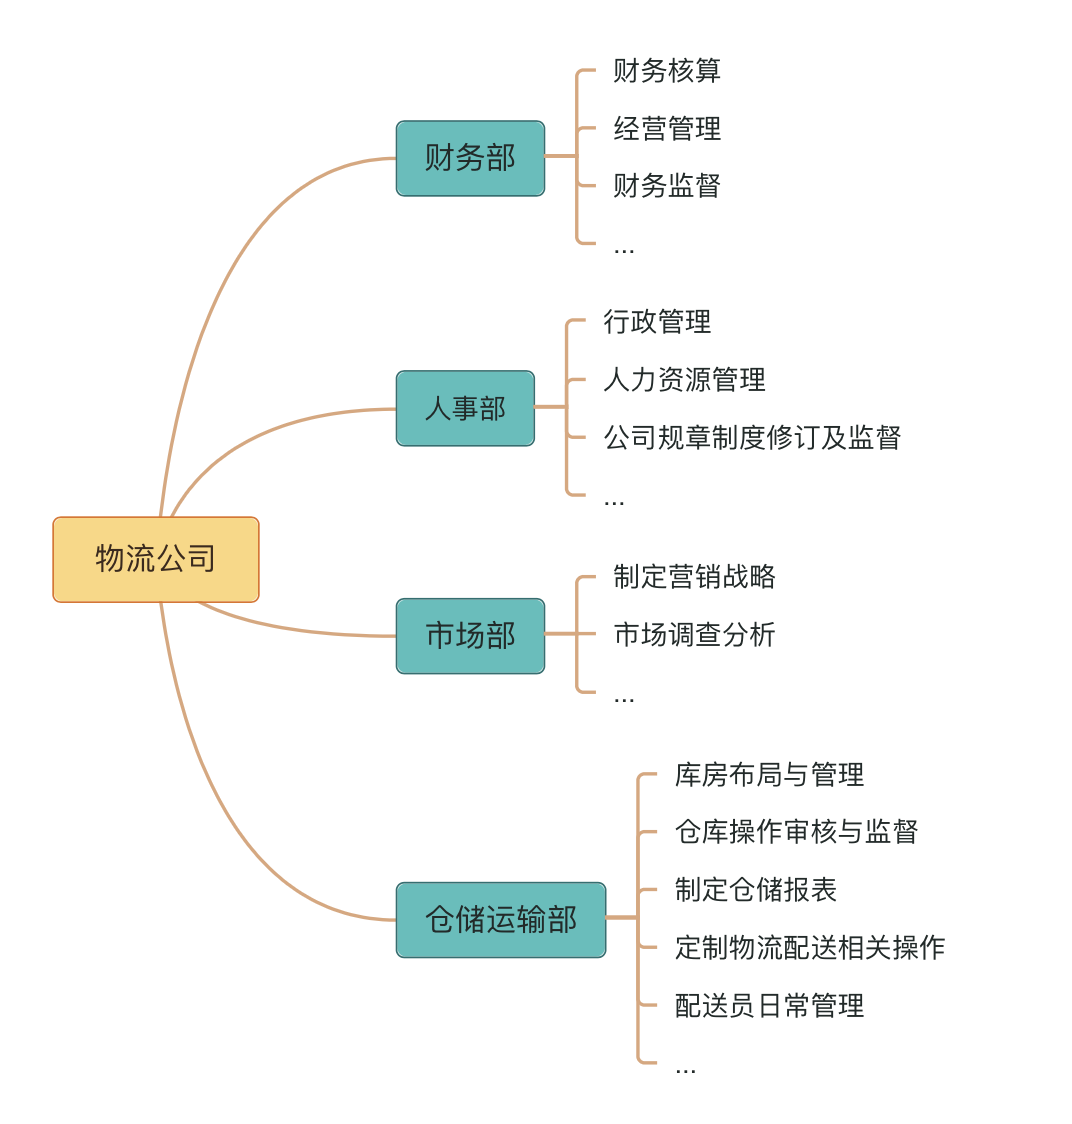 物流公司
财务部
财务核算
经营管理
财务监督
...
人事部
行政管理
人力资源管理
公司规章制度修订及监督
...
市场部
制定营销战略
市场调查分析
...
仓储运输部
库房布局与管理
仓库操作审核与监督
制定仓储报表
定制物流配送相关操作
配送员日常管理
...